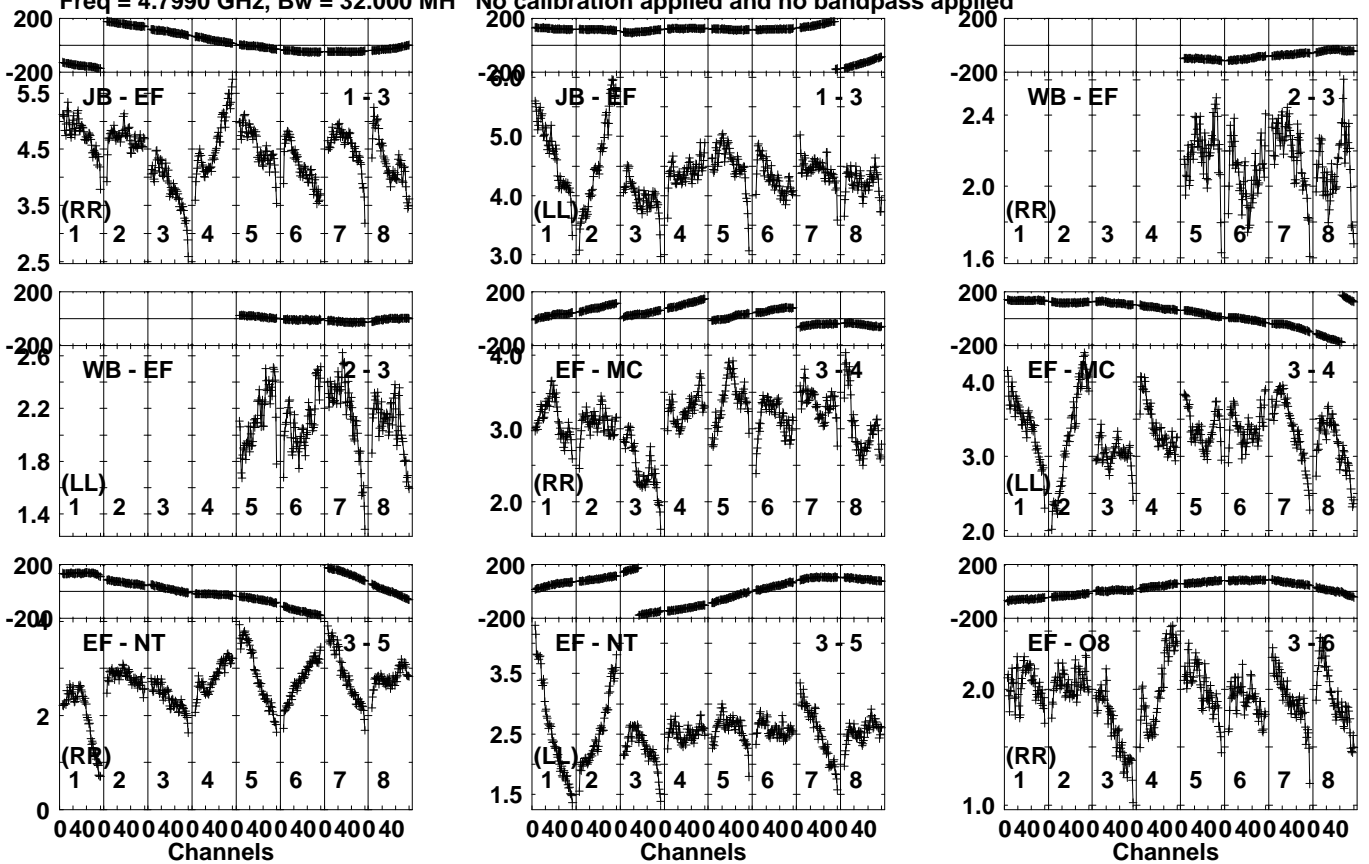 Freq = 4.7990 GHz, Bw = 32.000 MH No calibration applied and no bandpass applied
200 200 200
-200 -200 -200
JB - EF 1 - 3 JB - EF 1 - 3 WB - EF 2 - 3
5.5 4.5 3.5 2.5
6.0 5.0 4.0 3.0
2.4 2.0 1.6
(RR) (LL) (RR)
1 2 3 4 5 6 7 8 1 2 3 4 5 6 7 8 1 2 3 4 5 6 7 8
200 200 200
-200 -200 -200
WB - EF 2 - 3 EF - MC 3 - 4 EF - MC 3 - 4
2.6 2.2 1.8 1.4
4.0 3.0 2.0
4.0 3.0 2.0
(LL) (RR) (LL)
1 2 3 4 5 6 7 8 1 2 3 4 5 6 7 8 1 2 3 4 5 6 7 8
200 200 200
-200 -200 -200
EF - NT 3 - 5 EF - NT 3 - 5 EF - O8 3 - 6
4 2 0
3.5 2.5 1.5
2.0 1.0
(RR) (LL) (RR)
1 2 3 4 5 6 7 8 1 2 3 4 5 6 7 8 1 2 3 4 5 6 7 8
0 40 0 40 0 40 0 40 0 40 0 40 0 40 0 40 0 40 0 40 0 40 0 40 0 40 0 40 0 40 0 40 0 40 0 40 0 40 0 40 0 40 0 40 0 40 0 40
Channels Channels Channels